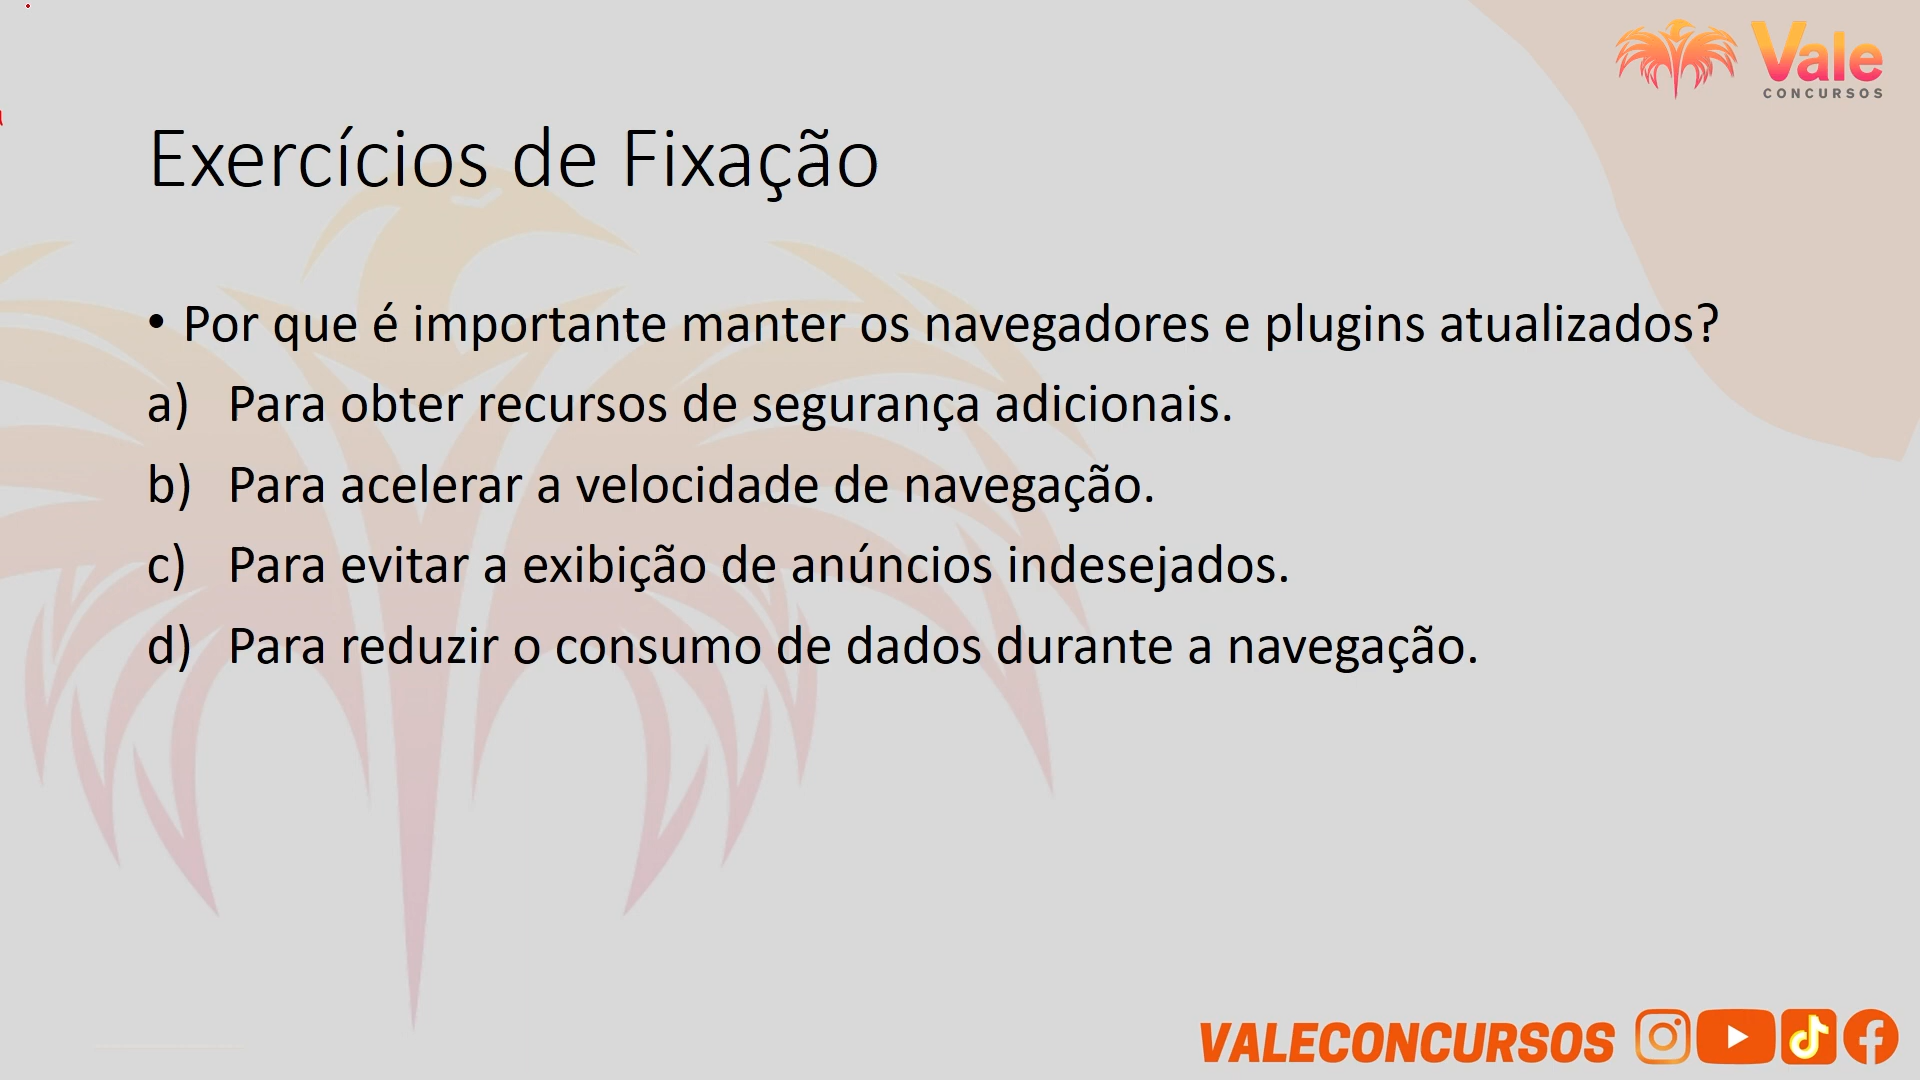 Vale
CONCURSOS
Exercícios de Fixação
• Por que é importante manter os navegadores e plugins atualizados?
a) Para obter recursos de segurança adicionais.
b) Para acelerar a velocidade de navegação.
c) Para evitar a exibição de anúncios indesejados.
d) Para reduzir o consumo de dados durante a navegação.
VALECONCURSOS